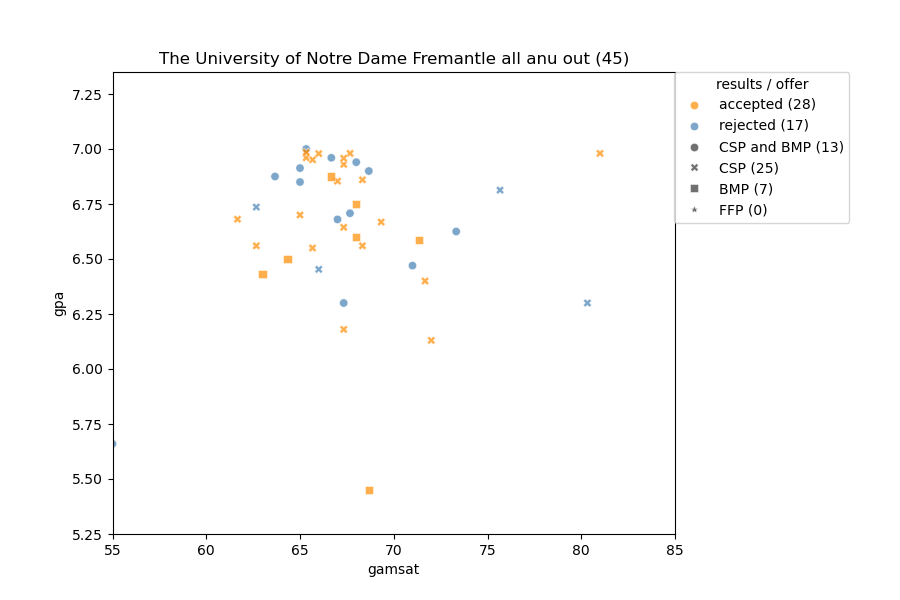 The University of Notre Dame Fremantle all anu out (45)
results / offer
accepted (28)
rejected (17)
CSP and BMP (13)
CSP (25)
BMP (7)
FFP (0)
7.25
7.00
6.75
6.50
6.25
6.00
5.75
5.50
5.25
gpa
55 60 65 70 75 80 85
gamsat